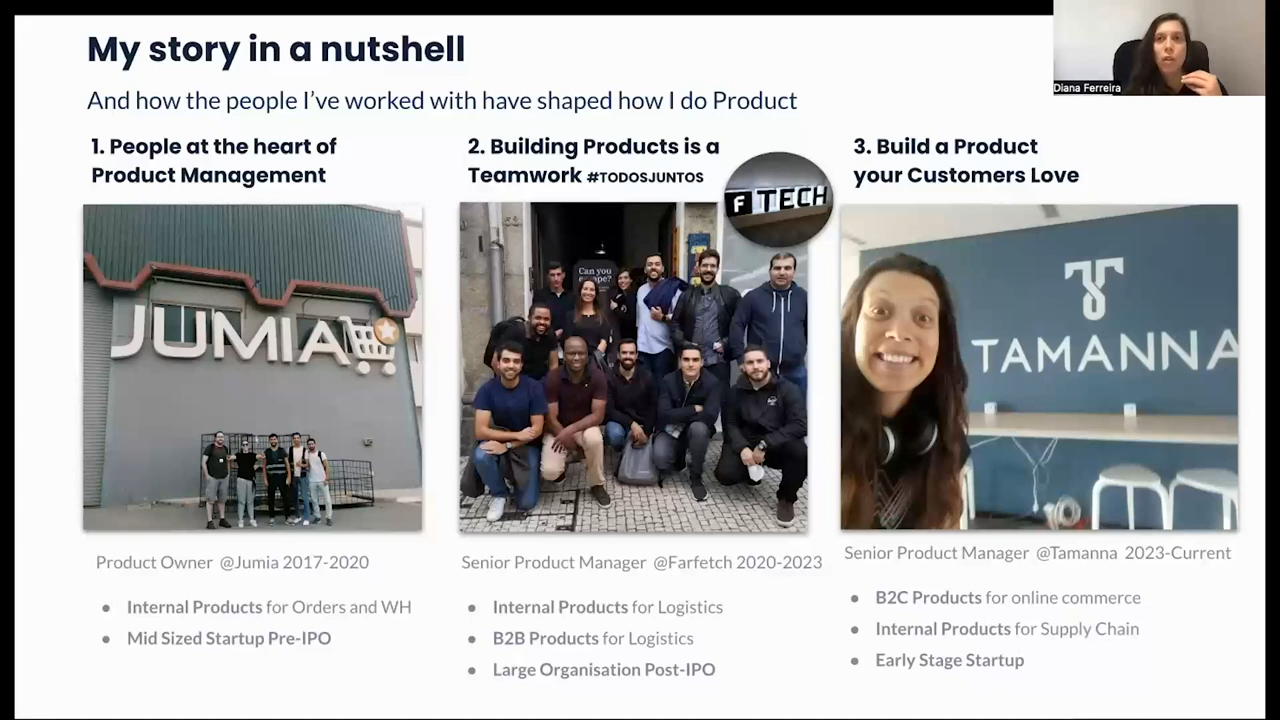 My story in a nutshell
Diana Ferreira
And how the people I've worked with have shaped how I do Product
1. People at the heart of
Product Management
2. Building Products is a
Teamwork #TODOSJUNTOS
3. Build a Product
your Customers Love
F TECH
JUMIA
Can you
escape?
TAMANNA
Product Owner @Jumia 2017-2020
• Internal Products for Orders and WH
• Mid Sized Startup Pre-IPO
Senior Product Manager @Farfetch 2020-2023
• Internal Products for Logistics
• B2B Products for Logistics
• Large Organisation Post-IPO
Senior Product Manager @Tamanna 2023-Current
• B2C Products for online commerce
• Internal Products for Supply Chain
• Early Stage Startup